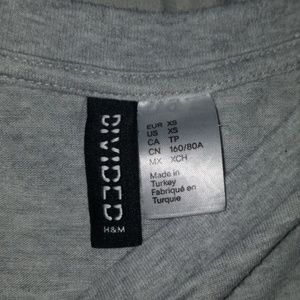 DIVIDED
H&M
EUR XS
US XS
CA TP
CN 160/80A
MX XCH
Made in
Turkey
Fabriqué en
Turquie